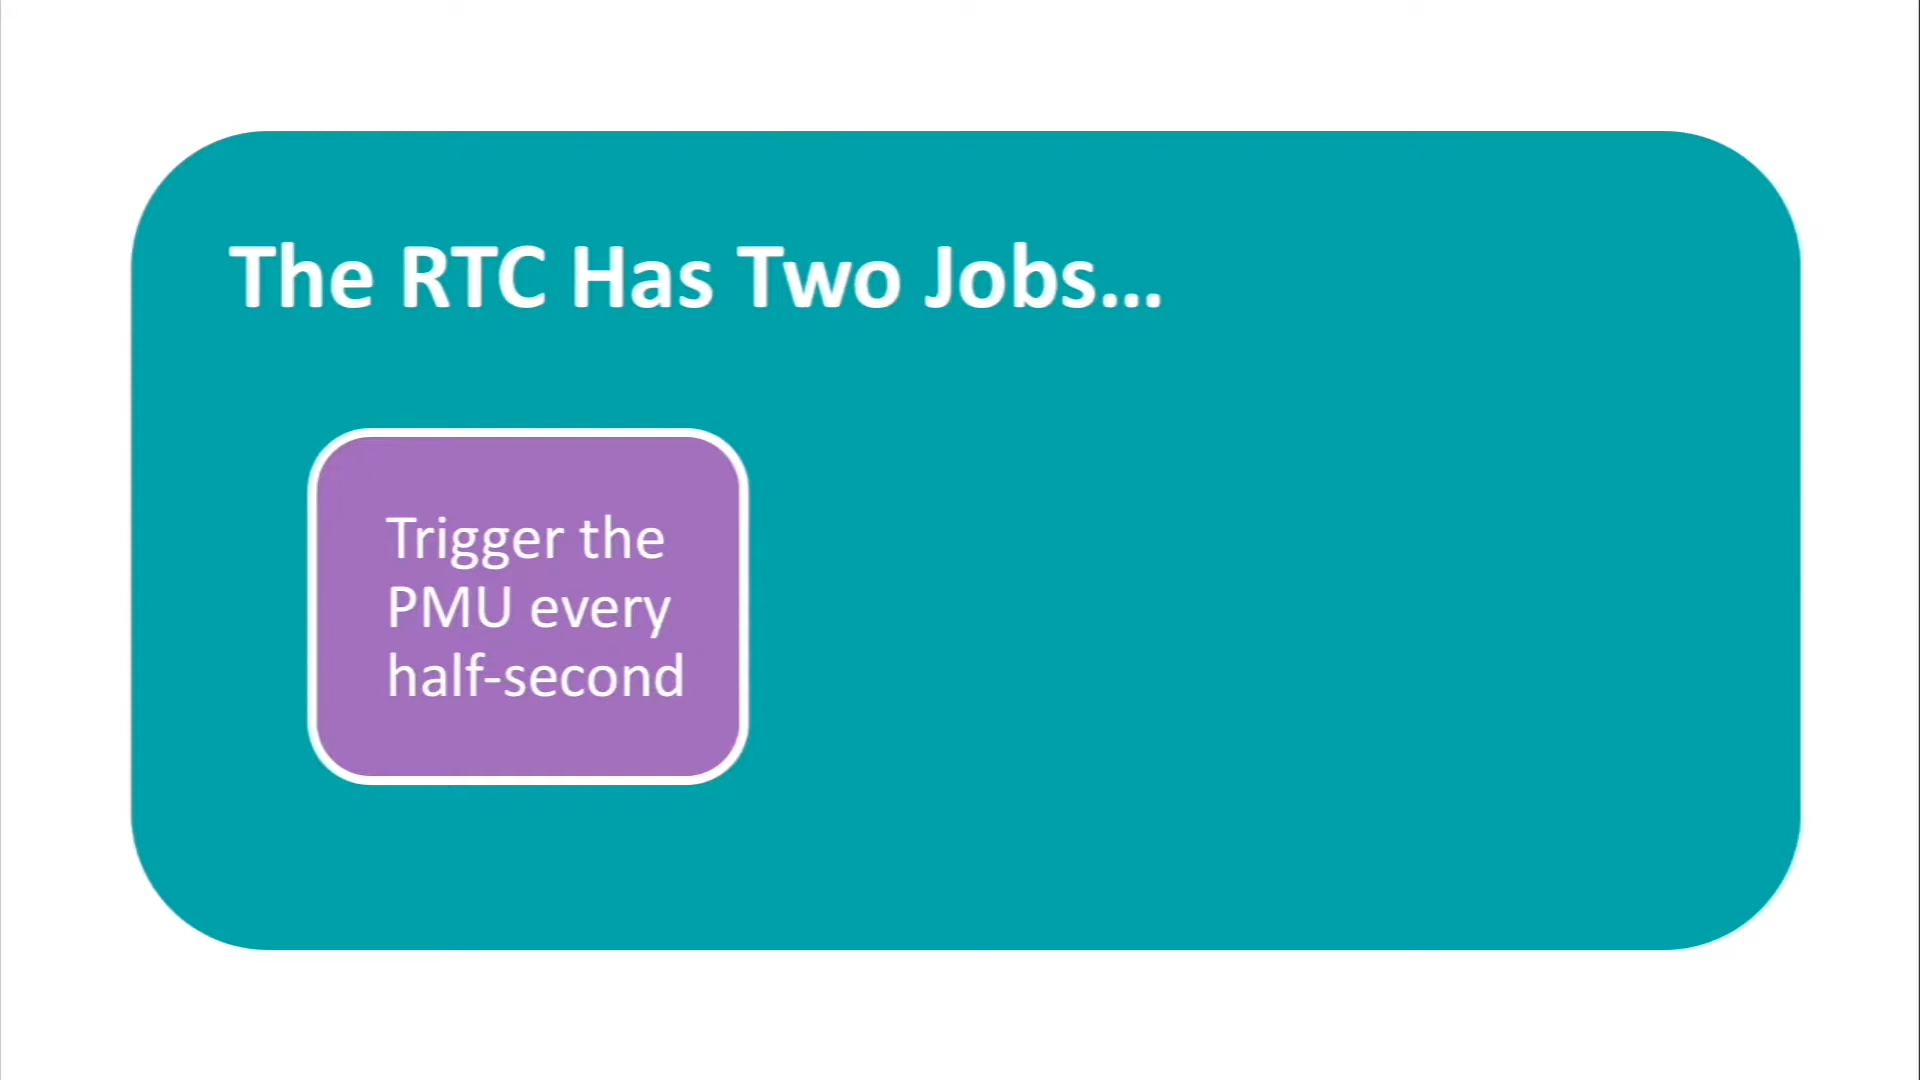 The RTC Has Two Jobs...
Trigger the
PMU every
half-second